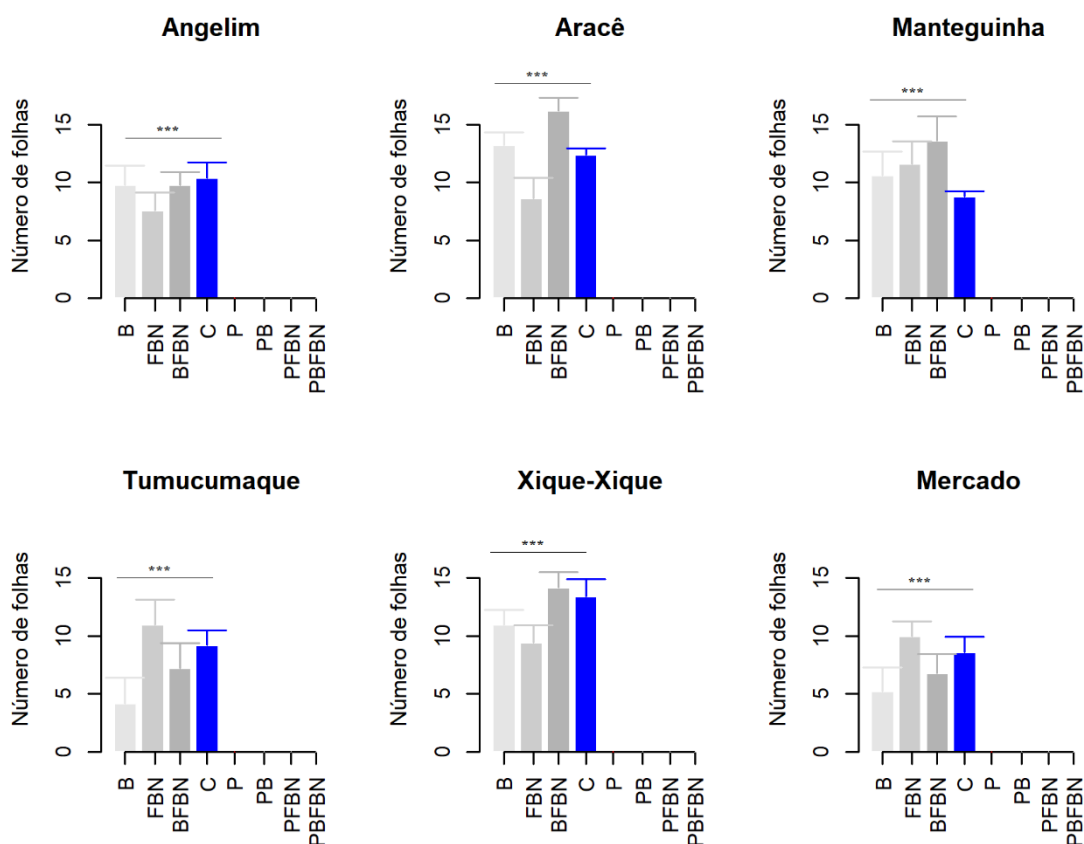 Angelim
Aracê
Manteguinha
***
***
***
Número de folhas
0 5 10 15
B FBN BFBN C P PB PFBN PBFBN
Número de folhas
0 5 10 15
B FBN BFBN C P PB PFBN PBFBN
Número de folhas
0 5 10 15
B FBN BFBN C P PB PFBN PBFBN
Tumucumaque
Xique-Xique
Mercado
***
***
***
Número de folhas
0 5 10 15
B FBN BFBN C P PB PFBN PBFBN
Número de folhas
0 5 10 15
B FBN BFBN C P PB PFBN PBFBN
Número de folhas
0 5 10 15
B FBN BFBN C P PB PFBN PBFBN